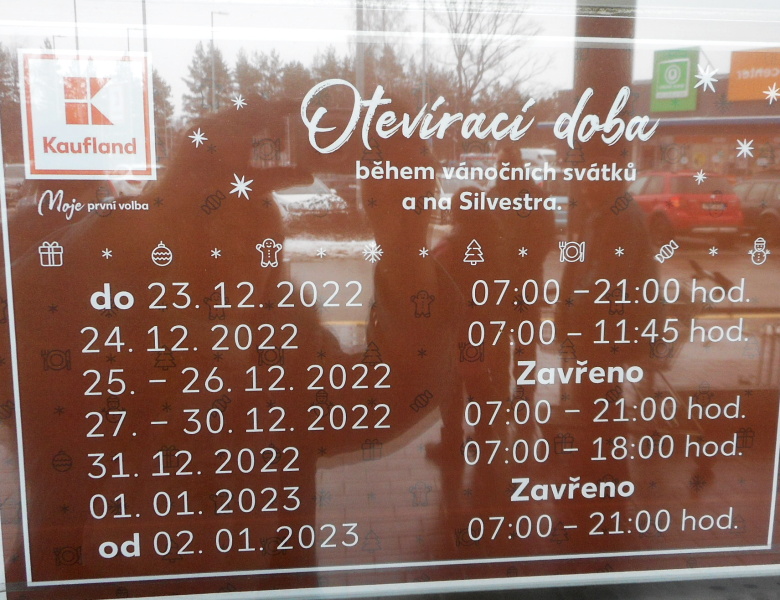 Kaufland
Moje první volba
Otevírací doba
během vánočních svátků
a na Silvestra.
do 23. 12. 2022 07:00 – 21:00 hod.
24. 12. 2022 07:00 – 11:45 hod.
25. – 26. 12. 2022 Zavřeno
27. – 30. 12. 2022 07:00 – 21:00 hod.
31. 12. 2022 07:00 – 18:00 hod.
01. 01. 2023 Zavřeno
od 02. 01. 2023 07:00 – 21:00 hod.
center